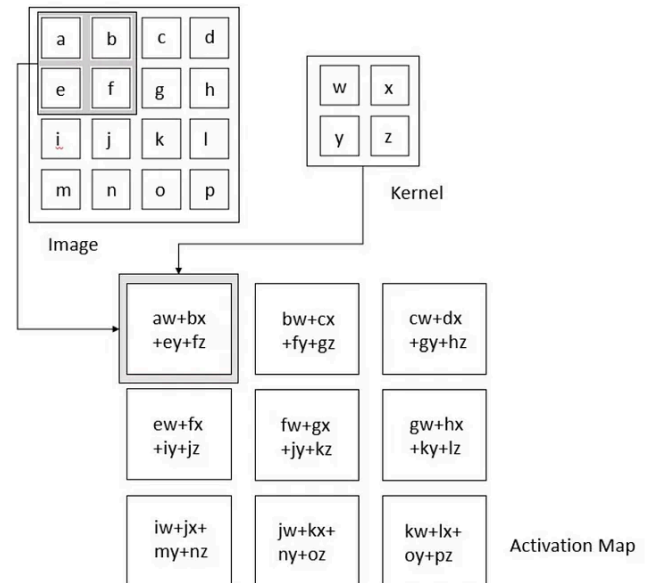 a b c d
e f g h
i j k l
m n o p
Image
w x
y z
Kernel
aw+bx
+ey+fz
bw+cx
+fy+gz
cw+dx
+gy+hz
ew+fx
+iy+jz
fw+gx
+jy+kz
gw+hx
+ky+lz
iw+jx+
my+nz
jw+kx+
ny+oz
kw+lx+
oy+pz
Activation Map